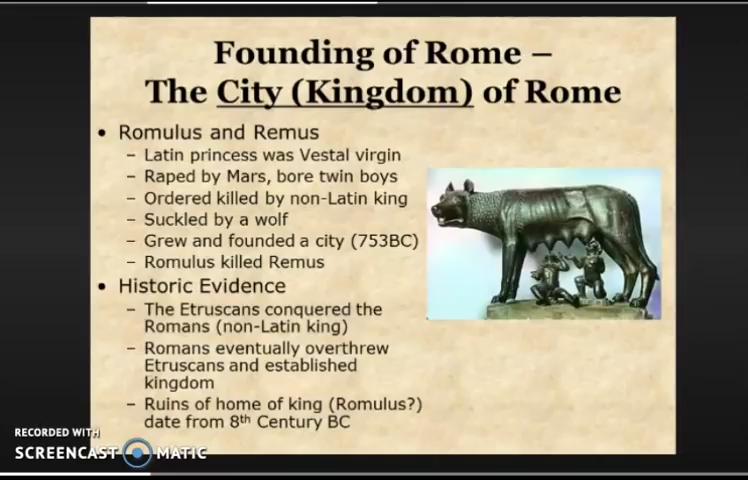 Founding of Rome –
The City (Kingdom) of Rome
• Romulus and Remus
– Latin princess was Vestal virgin
– Raped by Mars, bore twin boys
– Ordered killed by non-Latin king
– Suckled by a wolf
– Grew and founded a city (753BC)
– Romulus killed Remus
• Historic Evidence
– The Etruscans conquered the
Romans (non-Latin king)
– Romans eventually overthrew
Etruscans and established
kingdom
– Ruins of home of king (Romulus?)
date from 8th Century BC
RECORDED WITH
SCREENCAST MATIC